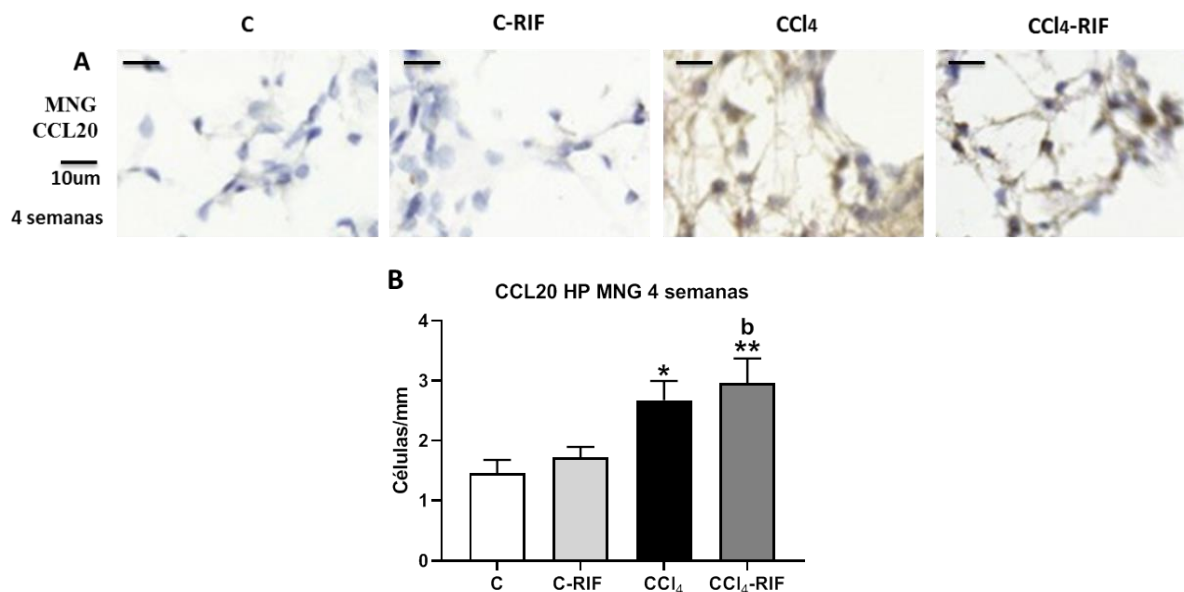 C C-RIF CCl4 CCl4-RIF
A
MNG
CCL20
10um
4 semanas
B
CCL20 HP MNG 4 semanas
Células/mm
4
3
2
1
0
*
b
**
C C-RIF CCl₄ CCl₄-RIF